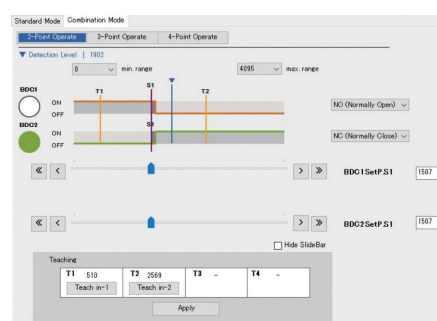 Standard Mode Combination Mode
2-Point Operate 3-Point Operate 4-Point Operate
▼ Detection Level | 1902
0 min. range 4095 max. range
BDC1 T1 S1 T2
ON
OFF
NO (Normally Open)
BDC2 S1
ON
OFF
NC (Normally Close)
« < > » BDC1SetP.S1 1507
« < > » BDC2SetP.S1 1507
Hide SlideBar
Teaching
T1 510 T2 2569 T3 - T4 -
Teach in-1 Teach in-2
Apply